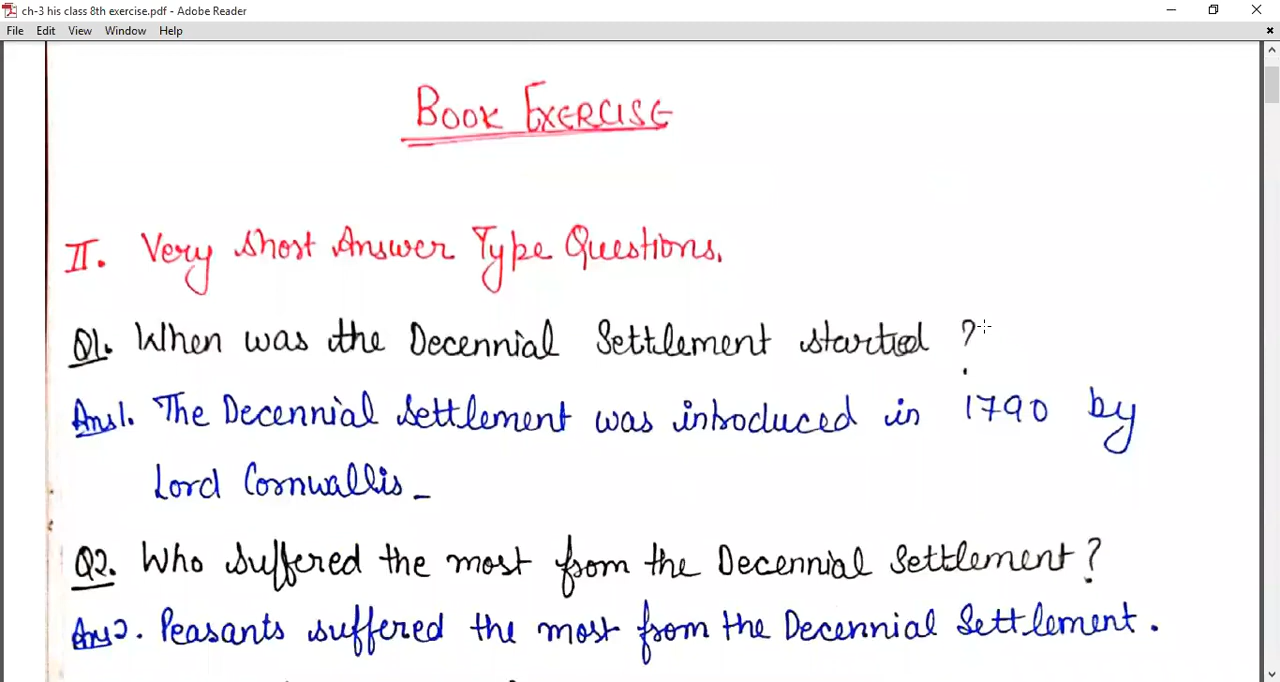 ch-3 his class 8th exercise.pdf - Adobe Reader
File Edit View Window Help
BOOK EXERCISE
II. Very Short Answer Type Questions.
Q1. When was the Decennial Settlement started ?
Ans1. The Decennial Settlement was introduced in 1790 by
Lord Cornwallis -
Q2. Who suffered the most from the Decennial Settlement?
Ans2. Peasants suffered the most from the Decennial Settlement.